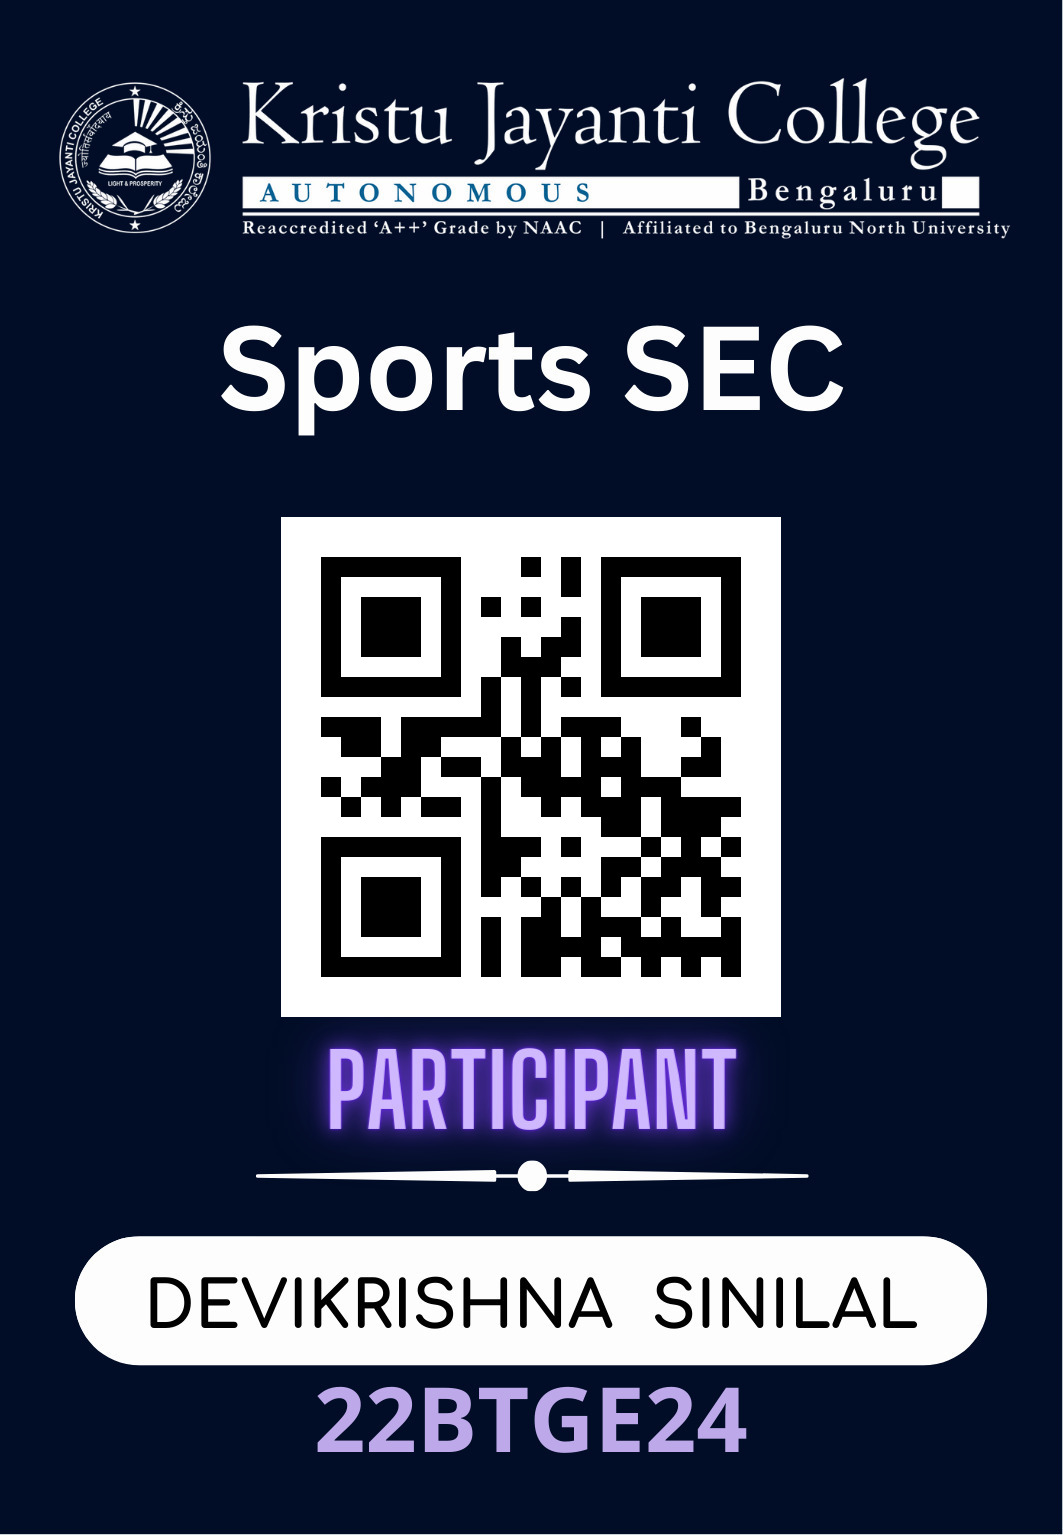 KRISTU JAYANTI COLLEGE
ಕ್ರಿಸ್ತು ಜಯಂತಿ ಕಾಲೇಜು
LIGHT & PROSPERITY
Kristu Jayanti College
AUTONOMOUS Bengaluru
Reaccredited ‘A++’ Grade by NAAC | Affiliated to Bengaluru North University
Sports SEC
PARTICIPANT
DEVIKRISHNA SINILAL
22BTGE24